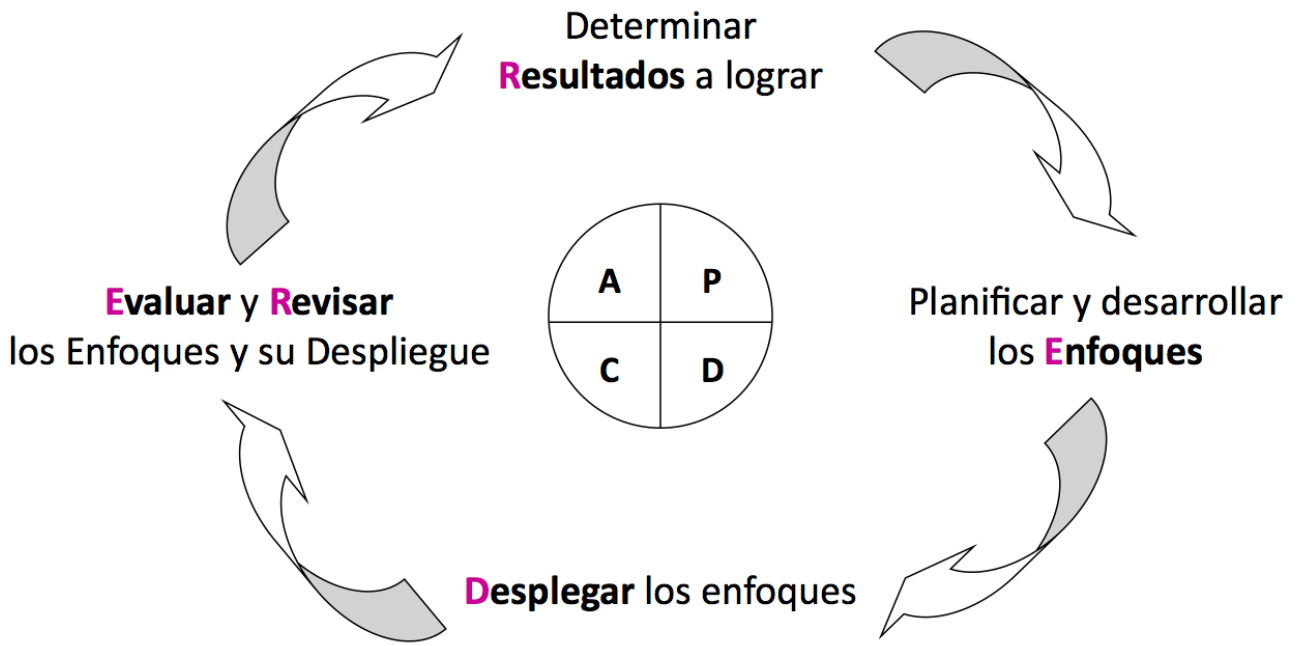 Determinar
Resultados a lograr
Planificar y desarrollar
los Enfoques
Desplegar los enfoques
Evaluar y Revisar
los Enfoques y su Despliegue
A
P
C
D